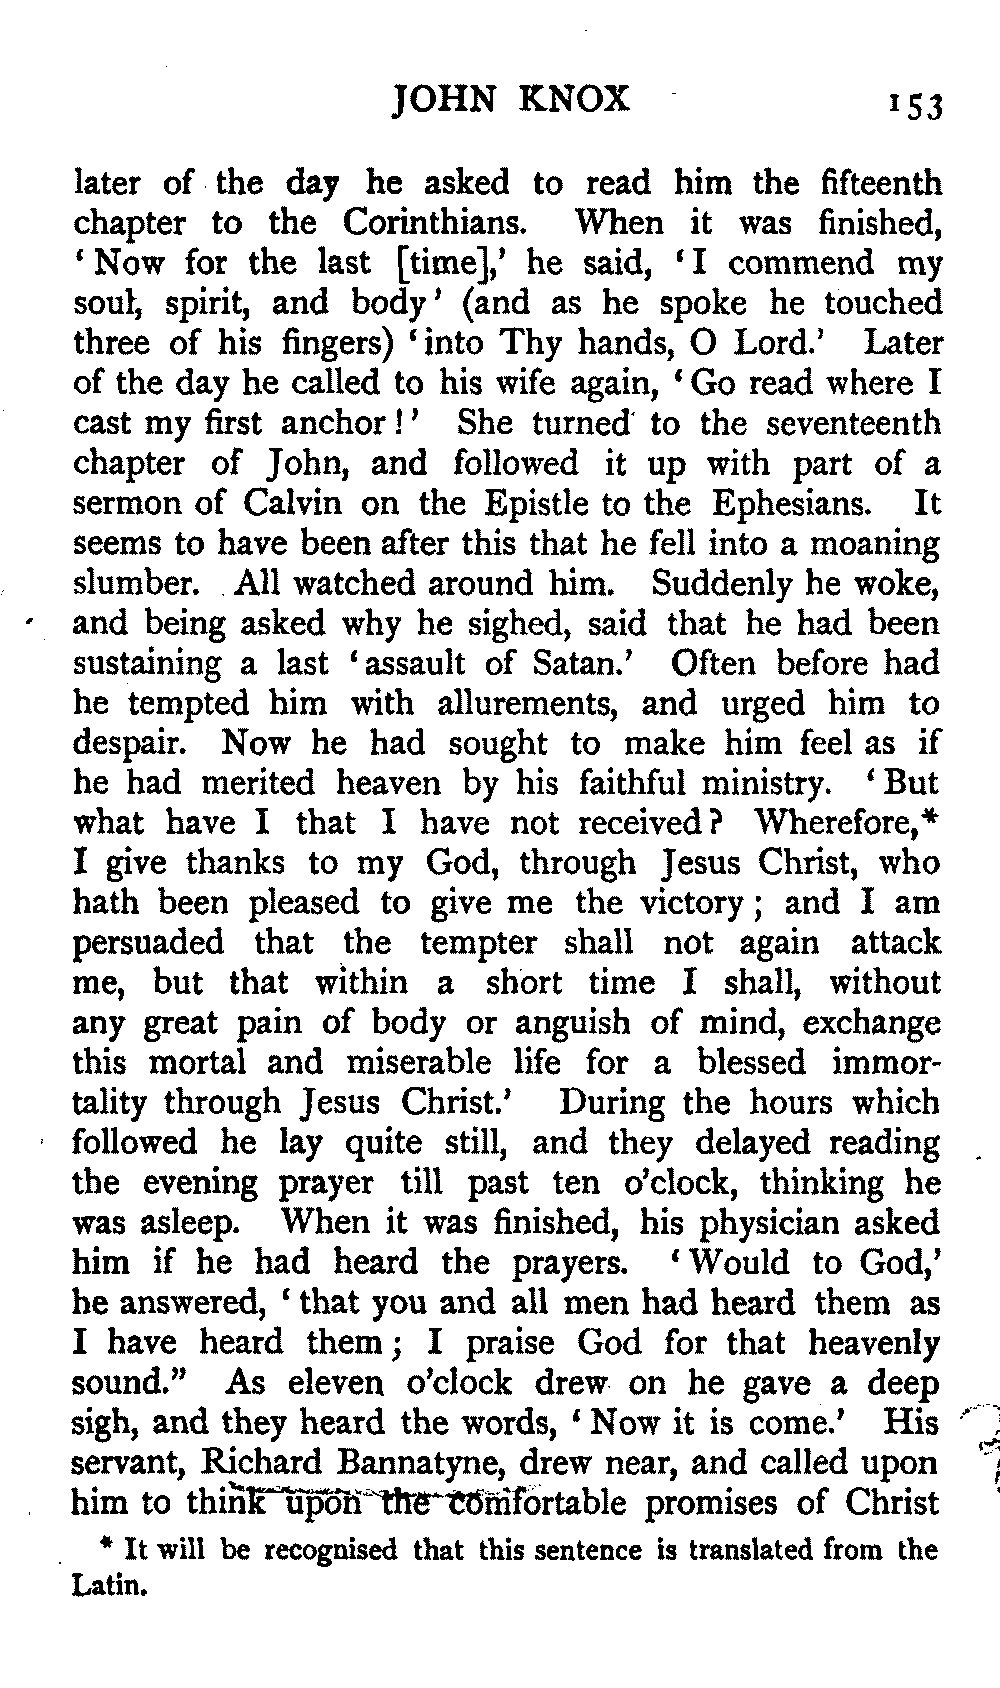 JOHN KNOX 153
later of the day he asked to read him the fifteenth
chapter to the Corinthians. When it was finished,
‘Now for the last [time],’ he said, ‘I commend my
soul, spirit, and body’ (and as he spoke he touched
three of his fingers) ‘into Thy hands, O Lord.’ Later
of the day he called to his wife again, ‘Go read where I
cast my first anchor!’ She turned to the seventeenth
chapter of John, and followed it up with part of a
sermon of Calvin on the Epistle to the Ephesians. It
seems to have been after this that he fell into a moaning
slumber. All watched around him. Suddenly he woke,
and being asked why he sighed, said that he had been
sustaining a last ‘assault of Satan.’ Often before had
he tempted him with allurements, and urged him to
despair. Now he had sought to make him feel as if
he had merited heaven by his faithful ministry. ‘But
what have I that I have not received? Wherefore,*
I give thanks to my God, through Jesus Christ, who
hath been pleased to give me the victory; and I am
persuaded that the tempter shall not again attack
me, but that within a short time I shall, without
any great pain of body or anguish of mind, exchange
this mortal and miserable life for a blessed immor-
tality through Jesus Christ.’ During the hours which
followed he lay quite still, and they delayed reading
the evening prayer till past ten o’clock, thinking he
was asleep. When it was finished, his physician asked
him if he had heard the prayers. ‘Would to God,’
he answered, ‘that you and all men had heard them as
I have heard them; I praise God for that heavenly
sound.” As eleven o’clock drew on he gave a deep
sigh, and they heard the words, ‘Now it is come.’ His
servant, Richard Bannatyne, drew near, and called upon
him to think upon the comfortable promises of Christ
* It will be recognised that this sentence is translated from the
Latin.